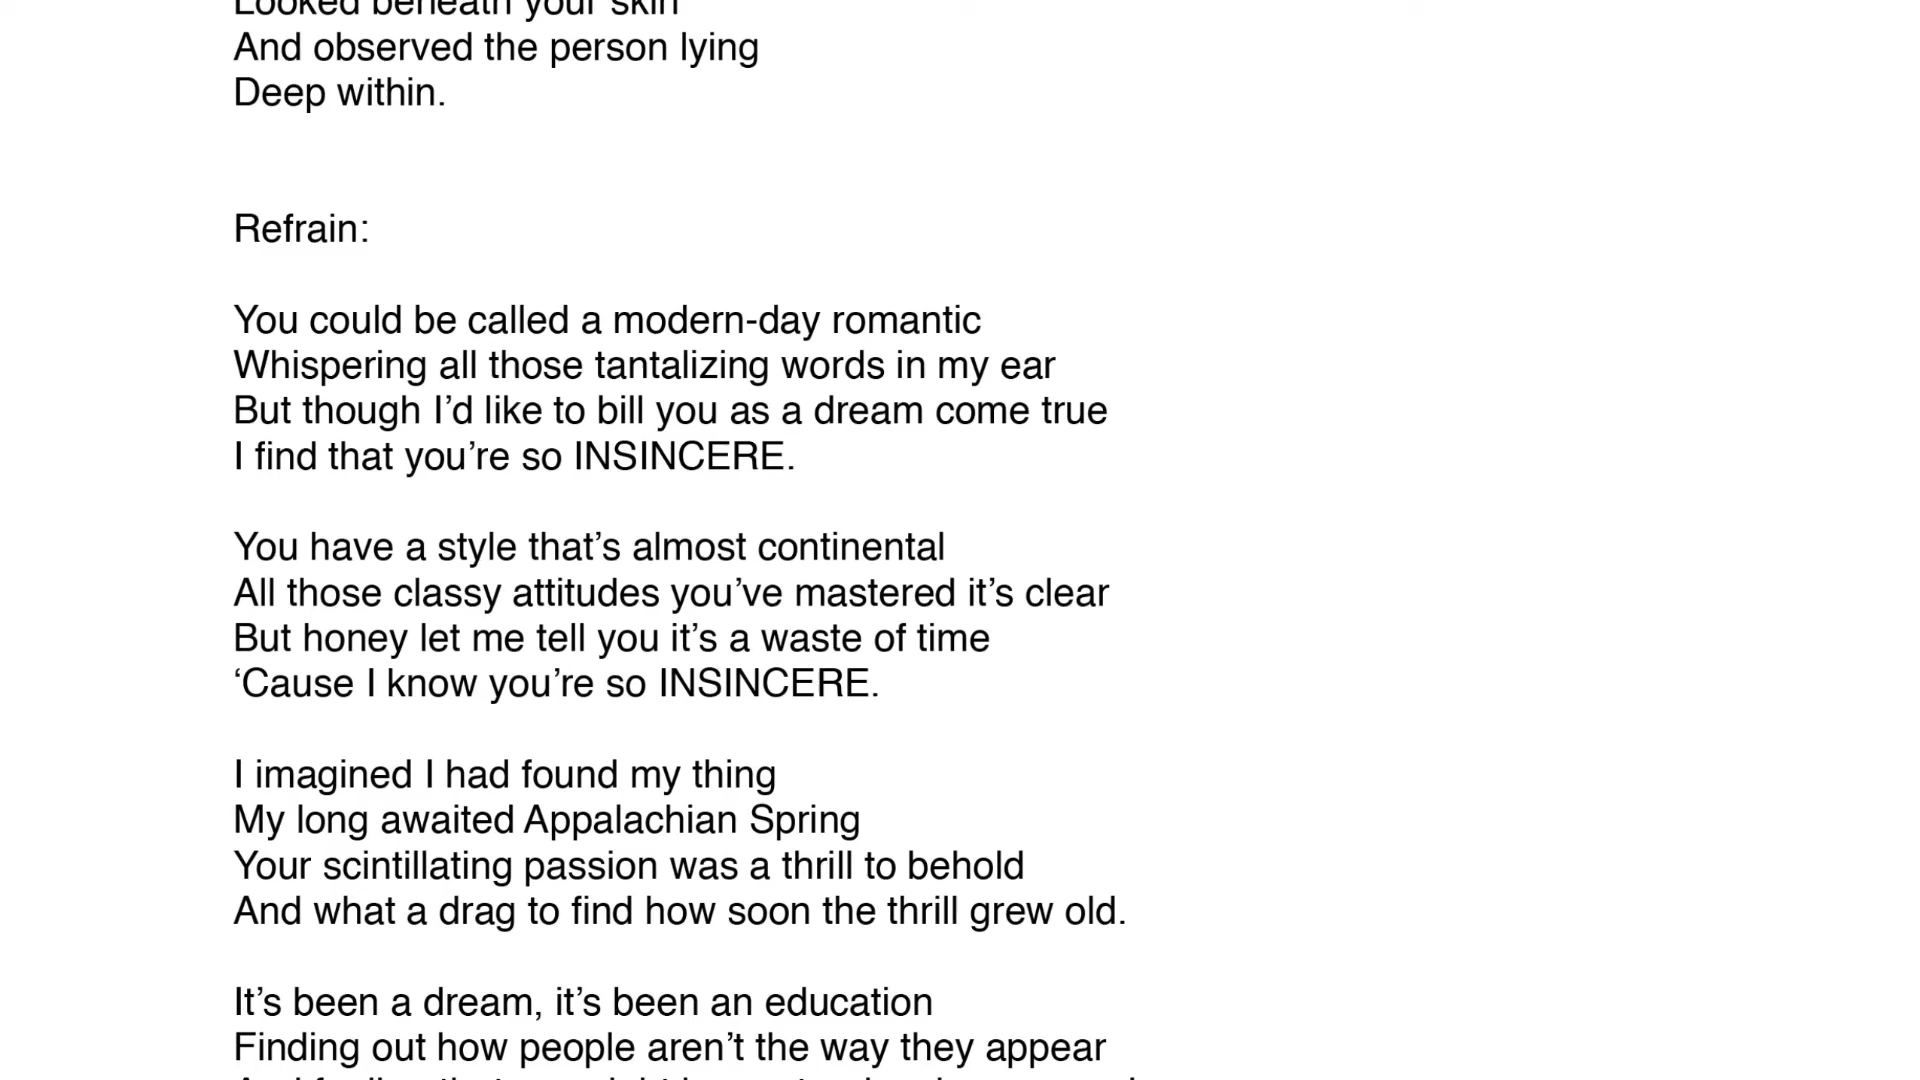 Looked beneath your skin
And observed the person lying
Deep within.
Refrain:
You could be called a modern-day romantic
Whispering all those tantalizing words in my ear
But though I’d like to bill you as a dream come true
I find that you’re so INSINCERE.
You have a style that’s almost continental
All those classy attitudes you’ve mastered it’s clear
But honey let me tell you it’s a waste of time
‘Cause I know you’re so INSINCERE.
I imagined I had found my thing
My long awaited Appalachian Spring
Your scintillating passion was a thrill to behold
And what a drag to find how soon the thrill grew old.
It’s been a dream, it’s been an education
Finding out how people aren’t the way they appear